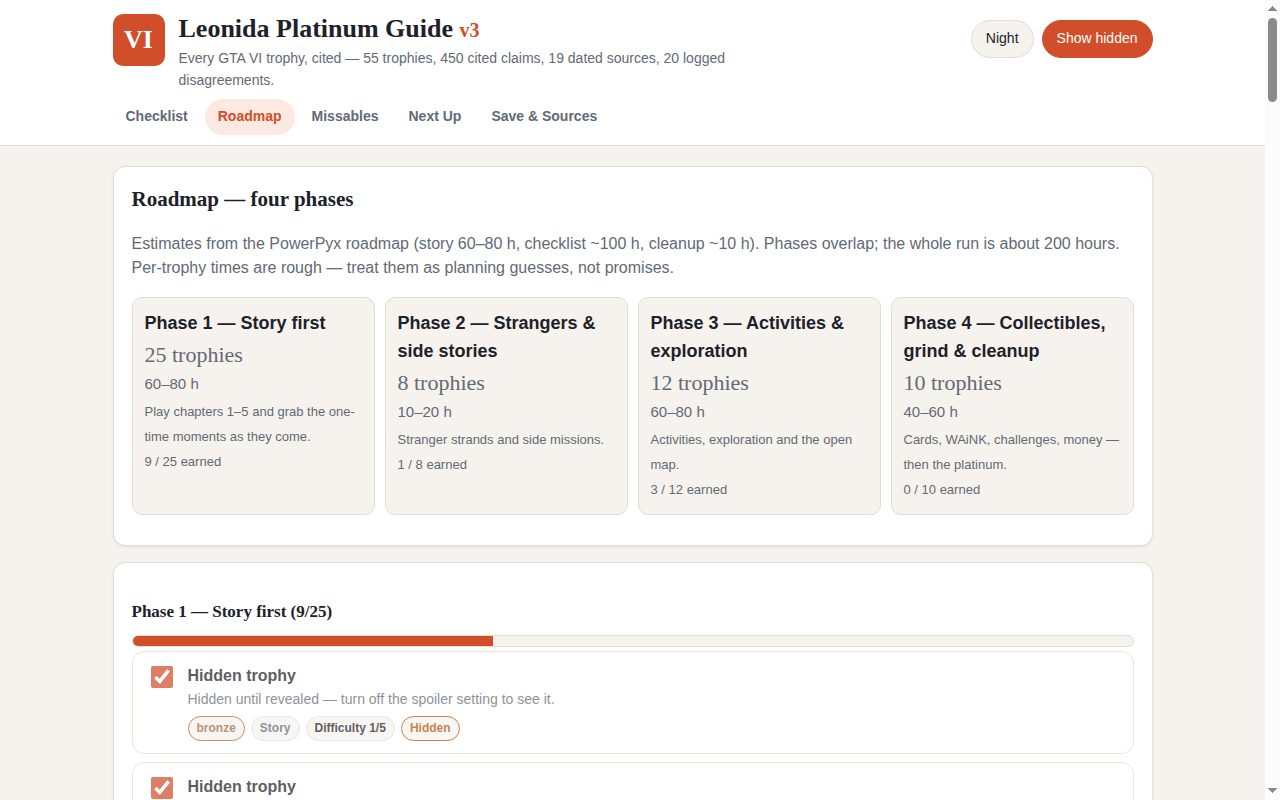 VI
Leonida Platinum Guide v3
Every GTA VI trophy, cited — 55 trophies, 450 cited claims, 19 dated sources, 20 logged
disagreements.
Night
Show hidden
Checklist
Roadmap
Missables
Next Up
Save & Sources
Roadmap — four phases
Estimates from the PowerPyx roadmap (story 60–80 h, checklist ~100 h, cleanup ~10 h). Phases overlap; the whole run is about 200 hours.
Per-trophy times are rough — treat them as planning guesses, not promises.
Phase 1 — Story first
25 trophies
60–80 h
Play chapters 1–5 and grab the one-
time moments as they come.
9 / 25 earned
Phase 2 — Strangers &
side stories
8 trophies
10–20 h
Stranger strands and side missions.
1 / 8 earned
Phase 3 — Activities &
exploration
12 trophies
60–80 h
Activities, exploration and the open
map.
3 / 12 earned
Phase 4 — Collectibles,
grind & cleanup
10 trophies
40–60 h
Cards, WAiNK, challenges, money —
then the platinum.
0 / 10 earned
Phase 1 — Story first (9/25)
Hidden trophy
Hidden until revealed — turn off the spoiler setting to see it.
bronze
Story
Difficulty 1/5
Hidden
Hidden trophy